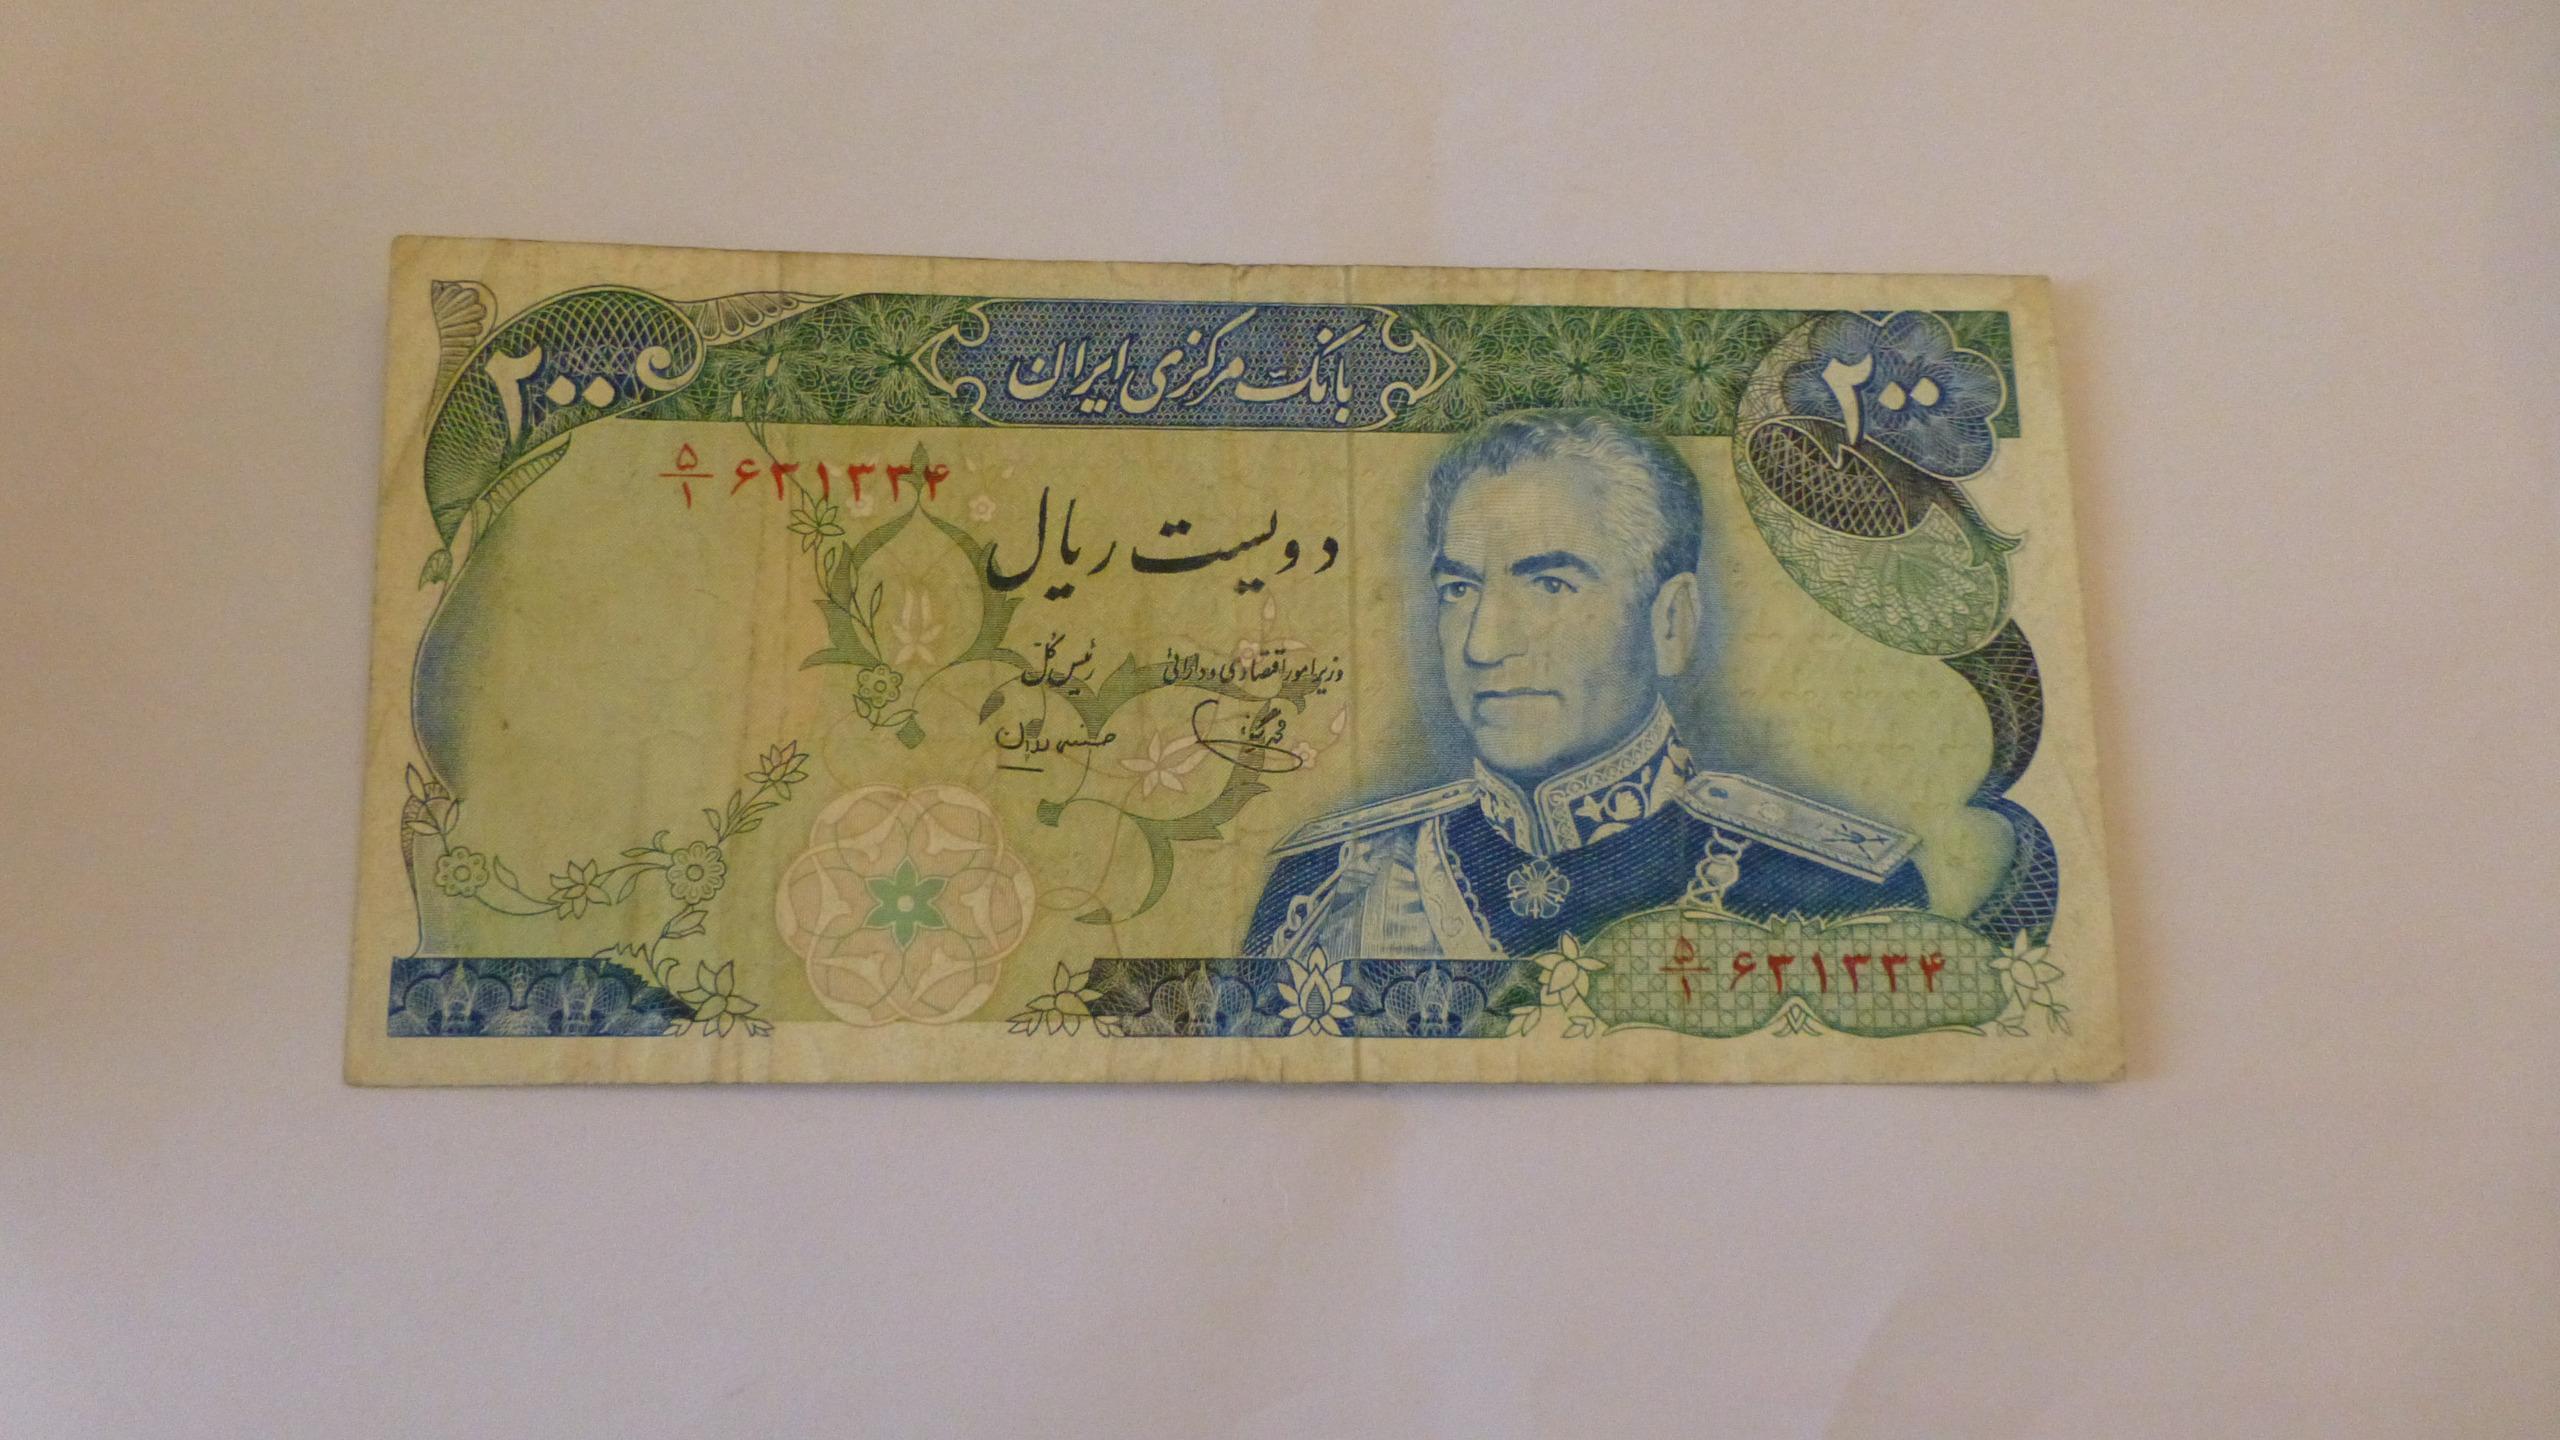 بانک مرکزی ایران
۲۰۰
۲۰۰
۵/۱ ۶۳۱۳۳۴
دویست ریال
وزیر امور اقتصادی و دارائی
رئیس کل
۵/۱ ۶۳۱۳۳۴